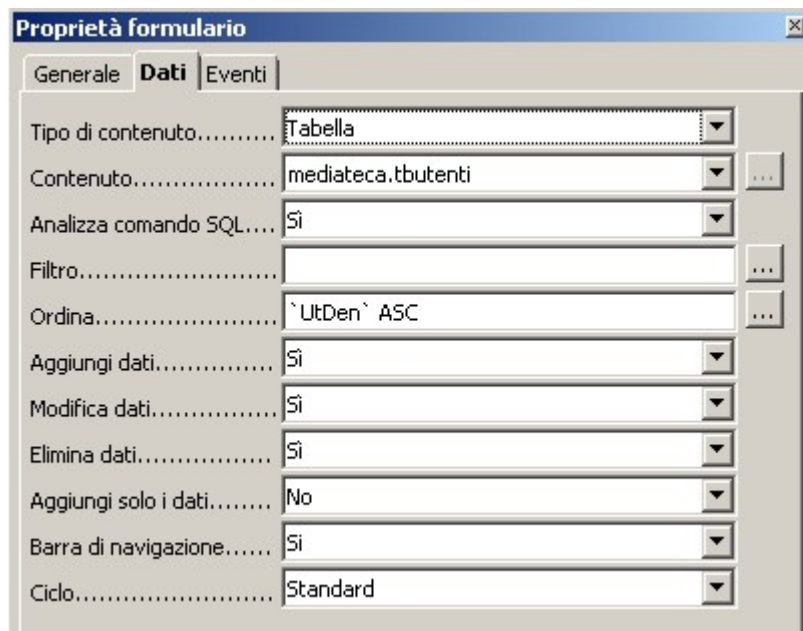 Proprietà formulario
Generale Dati Eventi
Tipo di contenuto.......... Tabella
Contenuto.................. mediateca.tbutenti ...
Analizza comando SQL.... Sì
Filtro........................ ...
Ordina...................... `UtDen` ASC ...
Aggiungi dati............... Sì
Modifica dati................ Sì
Elimina dati................. Sì
Aggiungi solo i dati........ No
Barra di navigazione...... Si
Ciclo......................... Standard